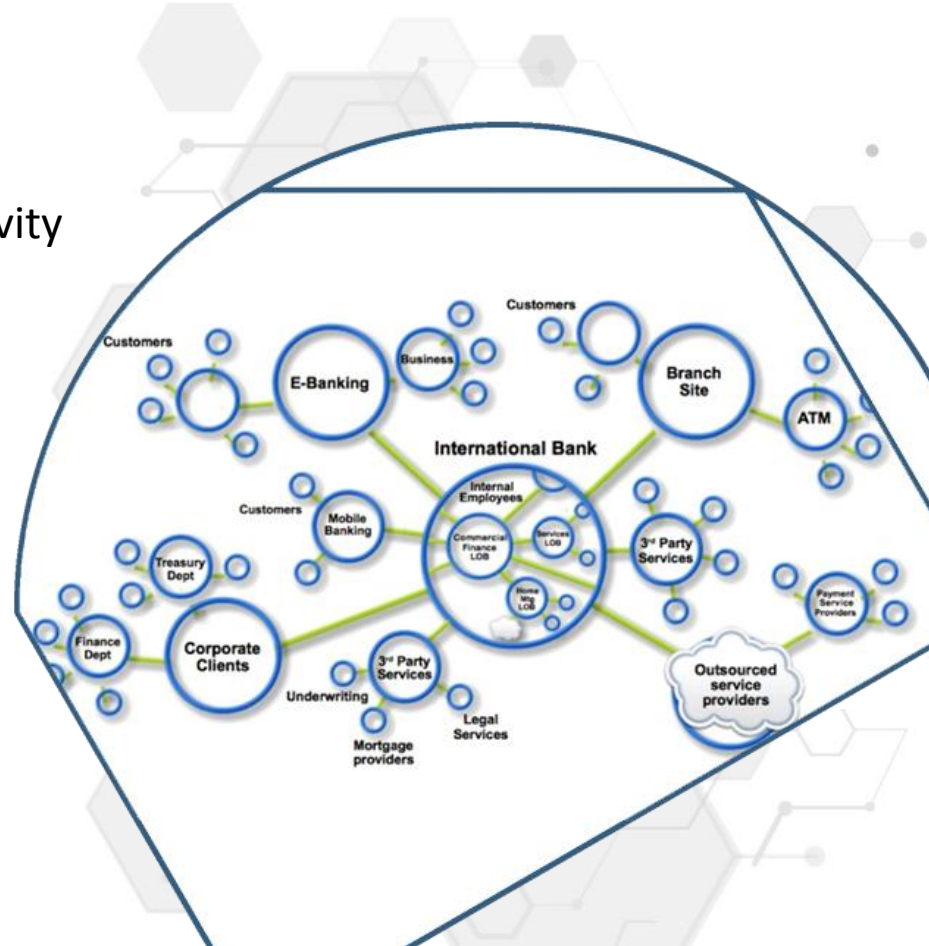 vity
Customers
E-Banking
Business
Customers
Branch
Site
ATM
International Bank
Internal
Employees
Commercial
Finance
LOB
Services
LOB
Home
Mtg
LOB
Customers
Mobile
Banking
3rd Party
Services
Treasury
Dept
Finance
Dept
Corporate
Clients
3rd Party
Services
Underwriting
Mortgage
providers
Legal
Services
Payment
Service
Providers
Outsourced
service
providers